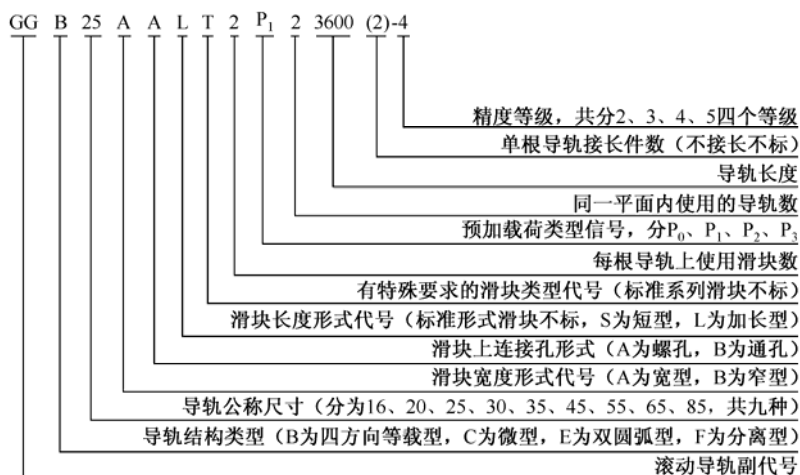 GG B 25 A A L T 2 P₁ 2 3600 (2)-4
精度等级，共分2、3、4、5四个等级
单根导轨接长件数（不接长不标）
导轨长度
同一平面内使用的导轨数
预加载荷类型信号，分P₀、P₁、P₂、P₃
每根导轨上使用滑块数
有特殊要求的滑块类型代号（标准系列滑块不标）
滑块长度形式代号（标准形式滑块不标，S为短型，L为加长型）
滑块上连接孔形式（A为螺孔，B为通孔）
滑块宽度形式代号（A为宽型，B为窄型）
导轨公称尺寸（分为16、20、25、30、35、45、55、65、85，共九种）
导轨结构类型（B为四方向等载型，C为微型，E为双圆弧型，F为分离型）
滚动导轨副代号